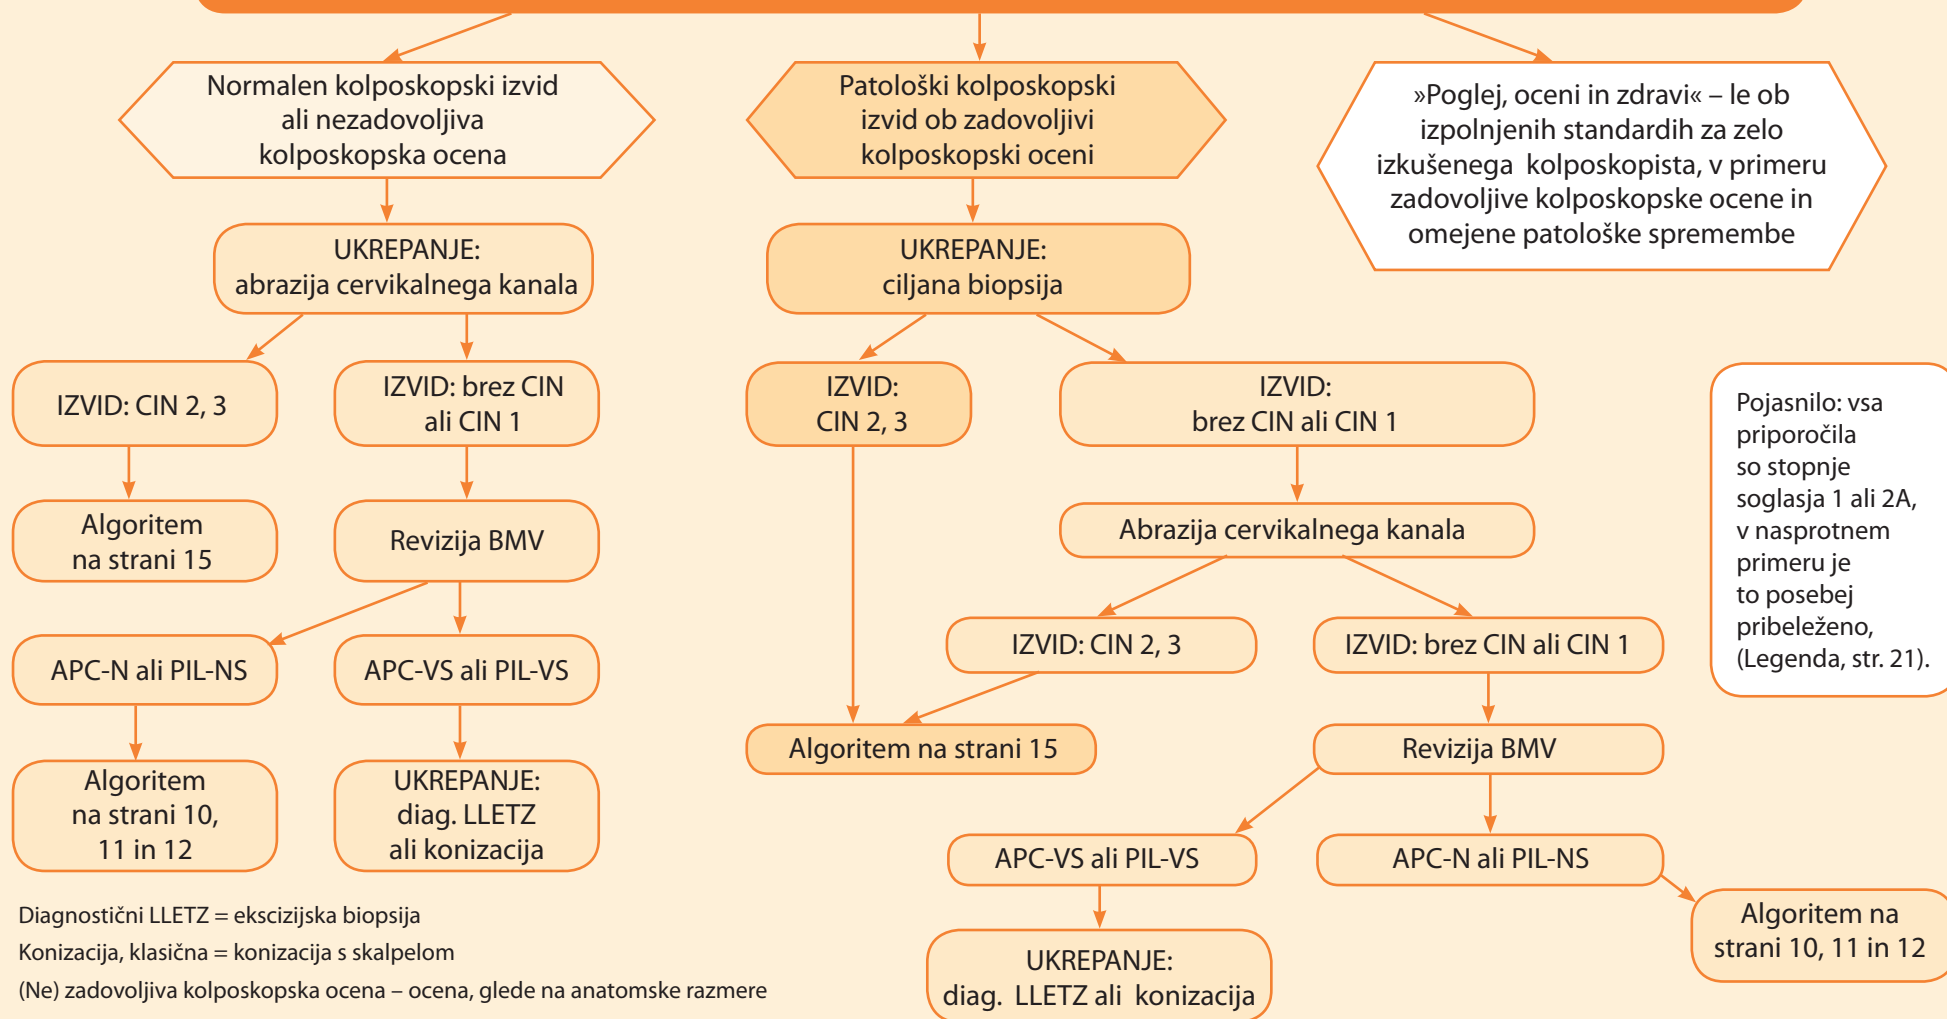 Normalen kolposkopski izvid
ali nezadovoljiva
kolposkopska ocena
Patološki kolposkopski
izvid ob zadovoljivi
kolposkopski oceni
»Poglej, oceni in zdravi« – le ob
izpolnjenih standardih za zelo
izkušenega kolposkopista, v primeru
zadovoljive kolposkopske ocene in
omejene patološke spremembe
UKREPANJE:
abrazija cervikalnega kanala
UKREPANJE:
ciljana biopsija
IZVID: CIN 2, 3
IZVID: brez CIN
ali CIN 1
IZVID:
CIN 2, 3
IZVID:
brez CIN ali CIN 1
Pojasnilo: vsa
priporočila
so stopnje
soglasja 1 ali 2A,
v nasprotnem
primeru je
to posebej
pribeleženo,
(Legenda, str. 21).
Algoritem
na strani 15
Revizija BMV
Abrazija cervikalnega kanala
APC-N ali PIL-NS
APC-VS ali PIL-VS
IZVID: CIN 2, 3
IZVID: brez CIN ali CIN 1
Algoritem na strani 15
Revizija BMV
Algoritem
na strani 10,
11 in 12
UKREPANJE:
diag. LLETZ
ali konizacija
APC-VS ali PIL-VS
APC-N ali PIL-NS
UKREPANJE:
diag. LLETZ ali konizacija
Algoritem na
strani 10, 11 in 12
Diagnostični LLETZ = ekscizijska biopsija
Konizacija, klasična = konizacija s skalpelom
(Ne) zadovoljiva kolposkopska ocena – ocena, glede na anatomske razmere